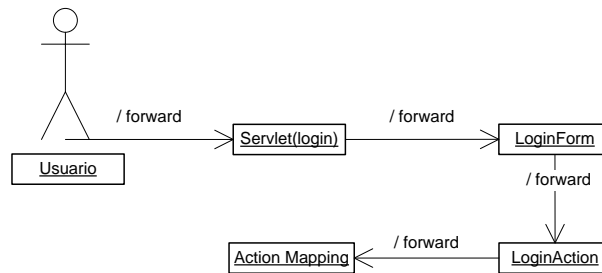 / forward
/ forward
Servlet(login)
LoginForm
Usuario
/ forward
/ forward
Action Mapping
LoginAction